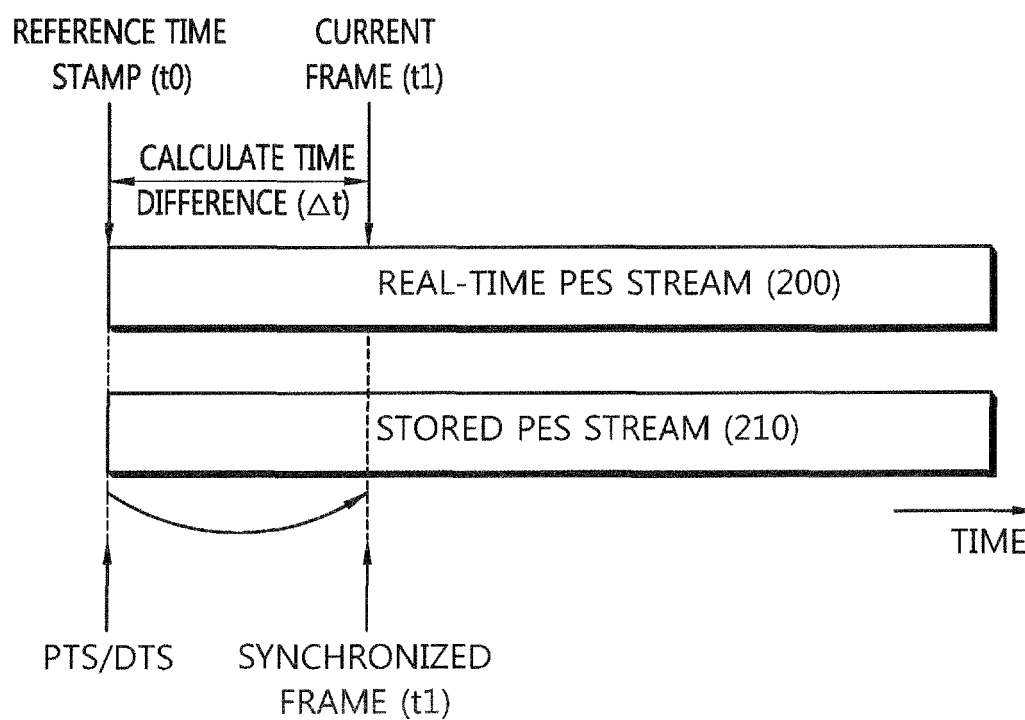 REFERENCE TIME
STAMP (t0)
CURRENT
FRAME (t1)
CALCULATE TIME
DIFFERENCE (△t)
REAL-TIME PES STREAM (200)
STORED PES STREAM (210)
TIME
PTS/DTS
SYNCHRONIZED
FRAME (t1)